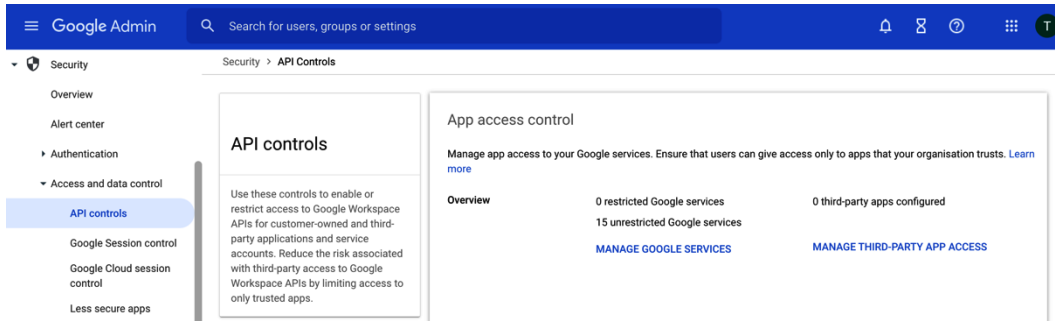 Google Admin
Search for users, groups or settings
T
Security
Overview
Alert center
Authentication
Access and data control
API controls
Google Session control
Google Cloud session
control
Less secure apps
Security > API Controls
API controls
Use these controls to enable or
restrict access to Google Workspace
APIs for customer-owned and third-
party applications and service
accounts. Reduce the risk associated
with third-party access to Google
Workspace APIs by limiting access to
only trusted apps.
App access control
Manage app access to your Google services. Ensure that users can give access only to apps that your organisation trusts. Learn
more
Overview
0 restricted Google services
15 unrestricted Google services
MANAGE GOOGLE SERVICES
0 third-party apps configured
MANAGE THIRD-PARTY APP ACCESS